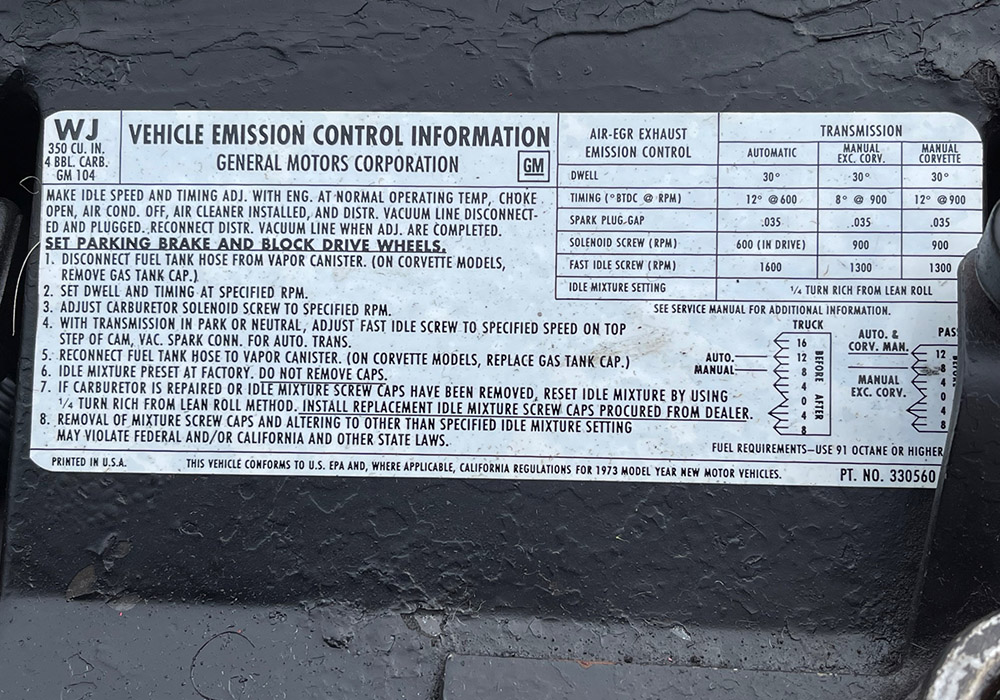 WJ
350 CU. IN.
4 BBL. CARB.
GM 104
VEHICLE EMISSION CONTROL INFORMATION
GENERAL MOTORS CORPORATION
GM
MAKE IDLE SPEED AND TIMING ADJ. WITH ENG. AT NORMAL OPERATING TEMP, CHOKE
OPEN, AIR COND. OFF, AIR CLEANER INSTALLED, AND DISTR. VACUUM LINE DISCONNECT-
ED AND PLUGGED. RECONNECT DISTR. VACUUM LINE WHEN ADJ. ARE COMPLETED.
SET PARKING BRAKE AND BLOCK DRIVE WHEELS.
1. DISCONNECT FUEL TANK HOSE FROM VAPOR CANISTER. (ON CORVETTE MODELS,
REMOVE GAS TANK CAP.)
2. SET DWELL AND TIMING AT SPECIFIED RPM.
3. ADJUST CARBURETOR SOLENOID SCREW TO SPECIFIED RPM.
4. WITH TRANSMISSION IN PARK OR NEUTRAL, ADJUST FAST IDLE SCREW TO SPECIFIED SPEED ON TOP
STEP OF CAM, VAC. SPARK CONN. FOR AUTO. TRANS.
5. RECONNECT FUEL TANK HOSE TO VAPOR CANISTER. (ON CORVETTE MODELS, REPLACE GAS TANK CAP.)
6. IDLE MIXTURE PRESET AT FACTORY. DO NOT REMOVE CAPS.
7. IF CARBURETOR IS REPAIRED OR IDLE MIXTURE SCREW CAPS HAVE BEEN REMOVED, RESET IDLE MIXTURE BY USING
¼ TURN RICH FROM LEAN ROLL METHOD. INSTALL REPLACEMENT IDLE MIXTURE SCREW CAPS PROCURED FROM DEALER.
8. REMOVAL OF MIXTURE SCREW CAPS AND ALTERING TO OTHER THAN SPECIFIED IDLE MIXTURE SETTING
MAY VIOLATE FEDERAL AND/OR CALIFORNIA AND OTHER STATE LAWS.
AIR-EGR EXHAUST
EMISSION CONTROL
TRANSMISSION
AUTOMATIC
MANUAL
EXC. CORV.
MANUAL
CORVETTE
DWELL 30° 30° 30°
TIMING (°BTDC @ RPM) 12° @600 8° @ 900 12° @900
SPARK PLUG GAP .035 .035 .035
SOLENOID SCREW (RPM) 600 (IN DRIVE) 900 900
FAST IDLE SCREW (RPM) 1600 1300 1300
IDLE MIXTURE SETTING ¼ TURN RICH FROM LEAN ROLL
SEE SERVICE MANUAL FOR ADDITIONAL INFORMATION.
TRUCK
AUTO.
MANUAL
16
12
8
4
0
4
8
BEFORE
AFTER
AUTO. &
CORV. MAN.
MANUAL
EXC. CORV.
PAS
12
8
4
0
4
8
FUEL REQUIREMENTS—USE 91 OCTANE OR HIGHER
PRINTED IN U.S.A.
THIS VEHICLE CONFORMS TO U.S. EPA AND, WHERE APPLICABLE, CALIFORNIA REGULATIONS FOR 1973 MODEL YEAR NEW MOTOR VEHICLES.
PT. NO. 330560